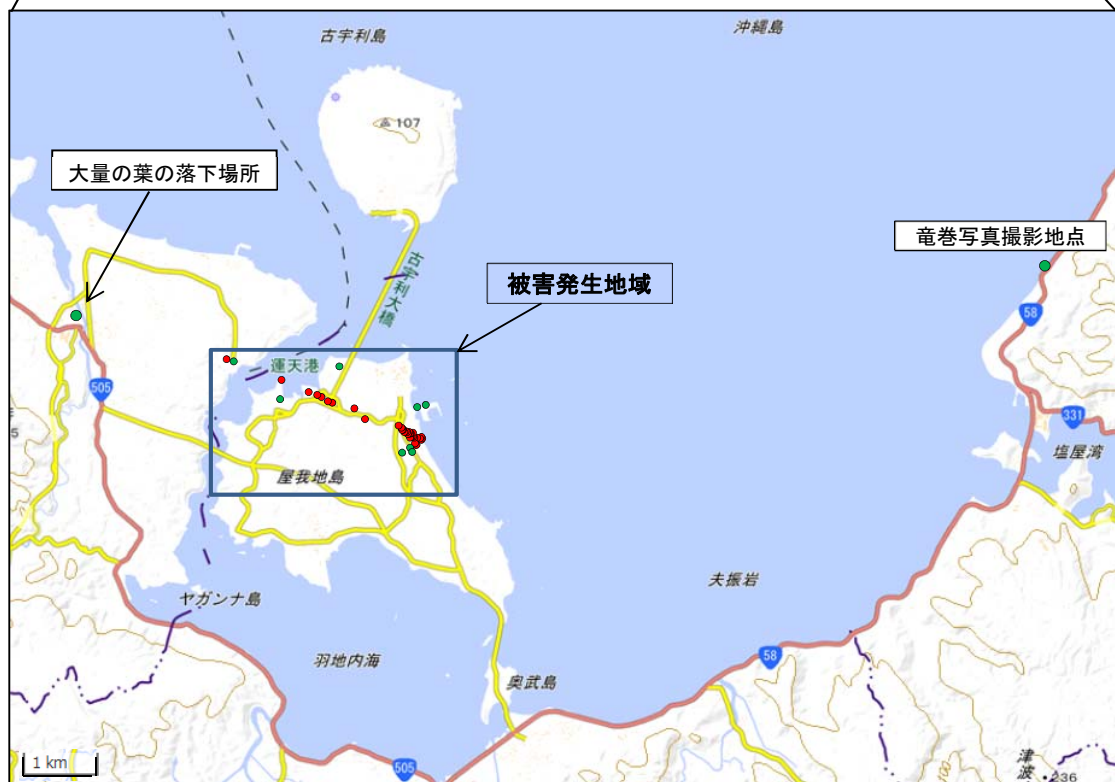 古宇利島
沖縄島
107
大量の葉の落下場所
竜巻写真撮影地点
古宇利大橋
被害発生地域
58
運天港
505
331
塩屋湾
屋我地島
夫振岩
ヤガンナ島
羽地内海
58
奥武島
1 km
505
津波
236